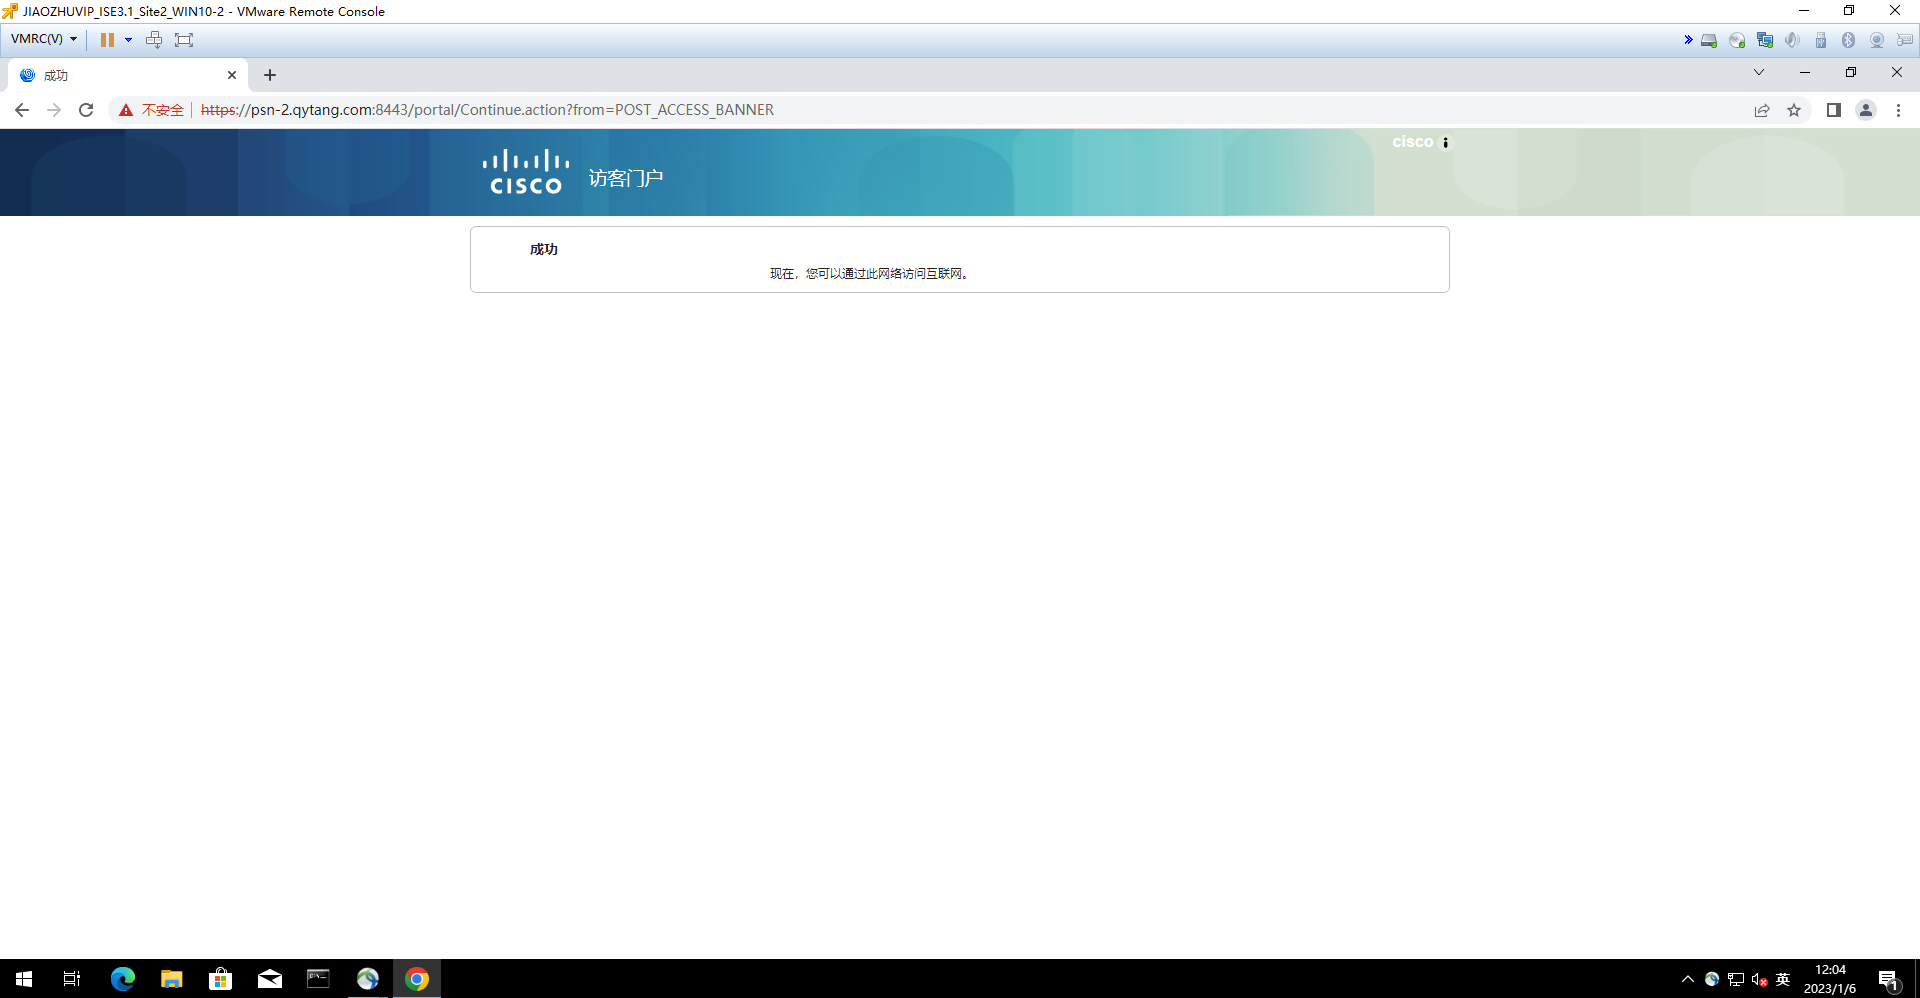 JIAOZHUVIP_ISE3.1_Site2_WIN10-2 - VMware Remote Console
VMRC(V)
成功
不安全 https://psn-2.qytang.com:8443/portal/Continue.action?from=POST_ACCESS_BANNER
cisco
CISCO 访客门户
成功
现在，您可以通过此网络访问互联网。
英
12:04
2023/1/6
1